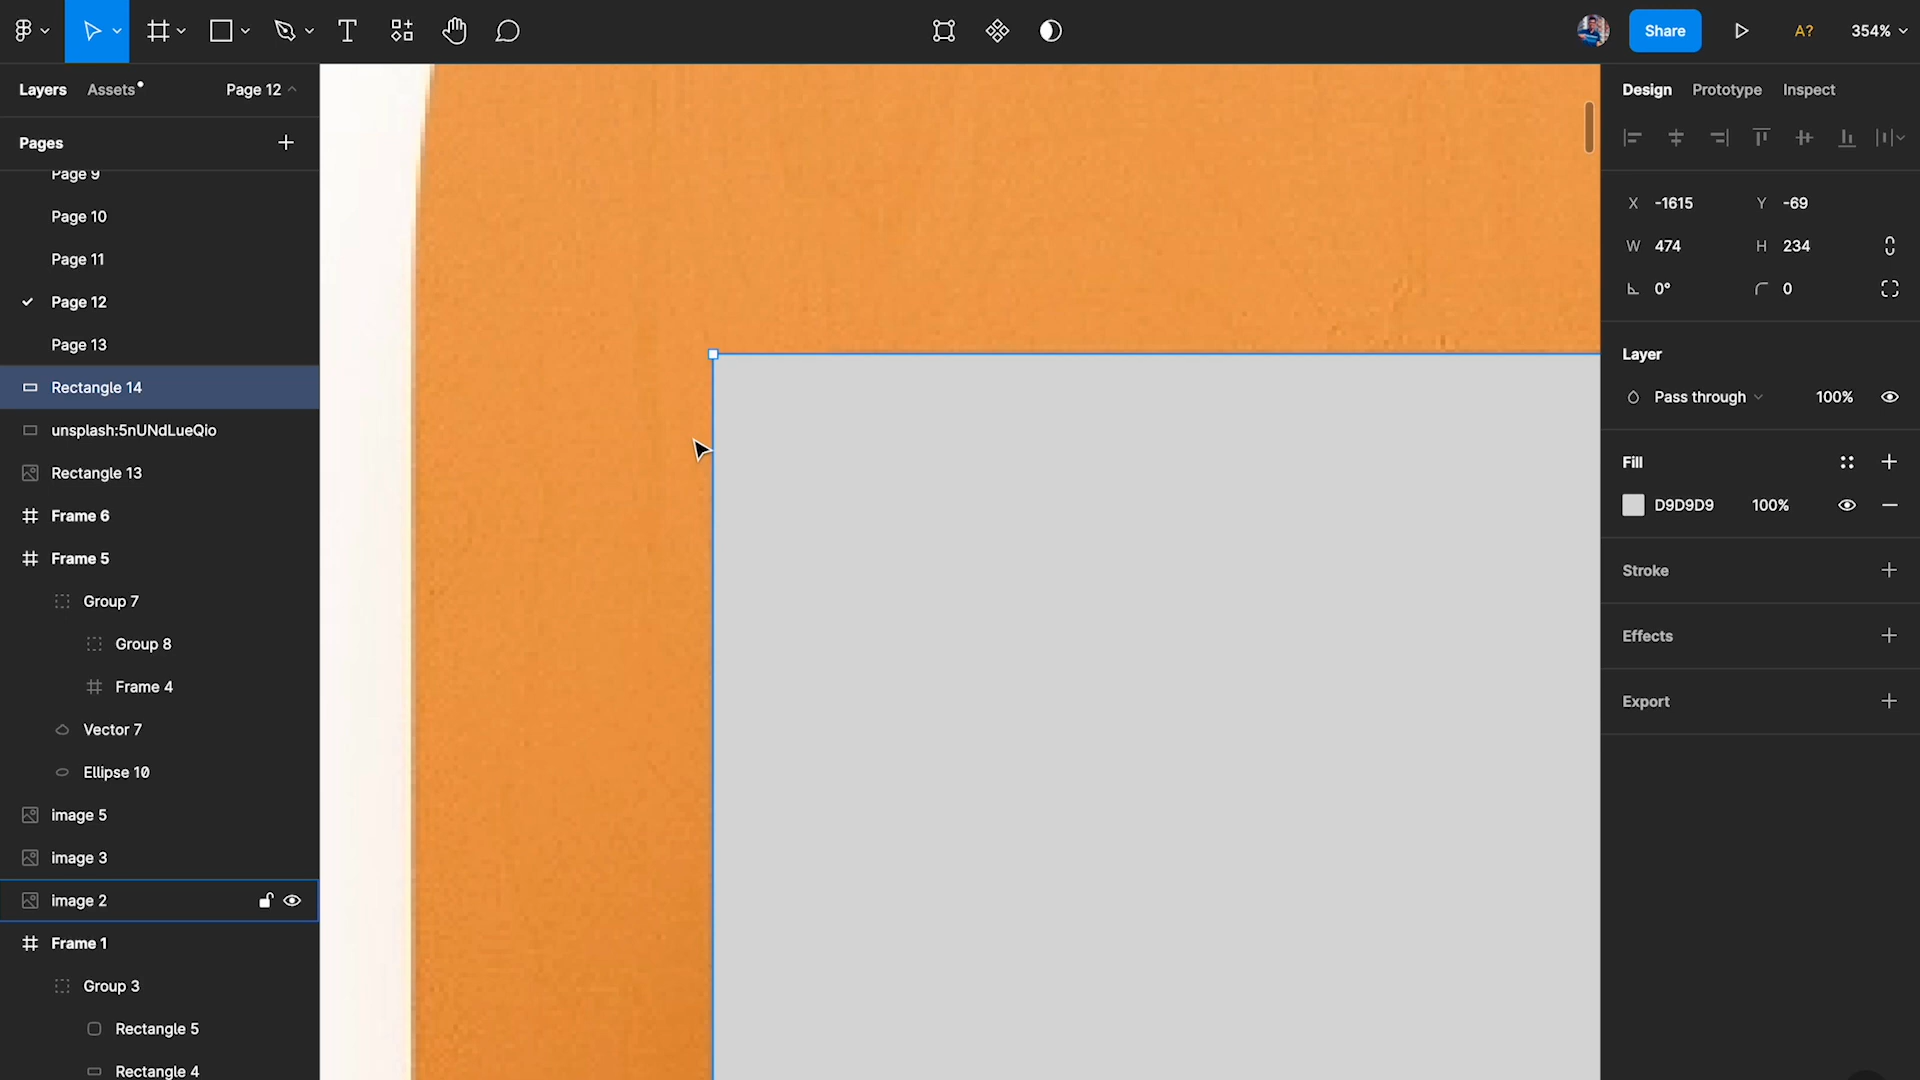 Share
A?
354%
Layers
Assets
Page 12
Pages
Page 9
Page 10
Page 11
Page 12
Page 13
Rectangle 14
unsplash:5nUNdLueQio
Rectangle 13
Frame 6
Frame 5
Group 7
Group 8
Frame 4
Vector 7
Ellipse 10
image 5
image 3
image 2
Frame 1
Group 3
Rectangle 5
Rectangle 4
Design Prototype Inspect
X -1615 Y -69
W 474 H 234
0° 0
Layer
Pass through 100%
Fill
D9D9D9 100%
Stroke
Effects
Export